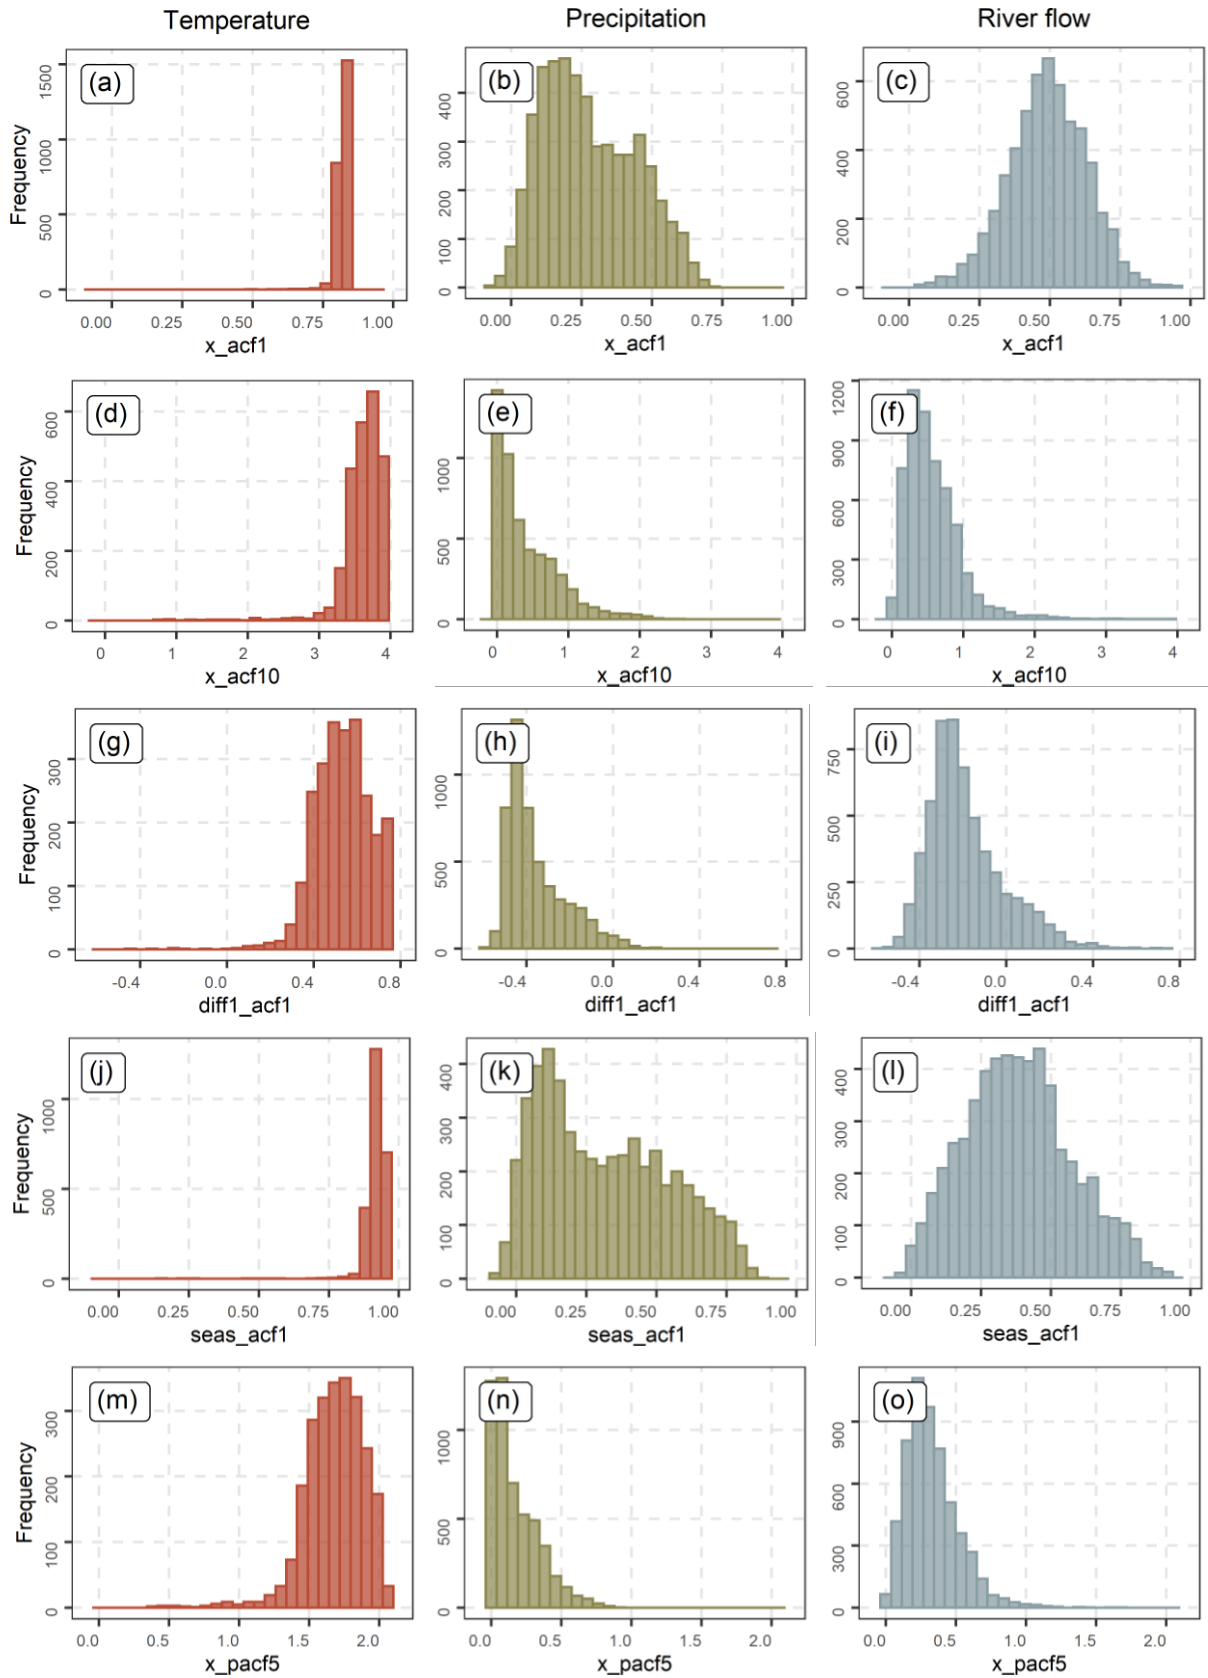 Temperature Precipitation River flow
(a) (b) (c)
Frequency
0 500 1000 1500
0 100 200 300 400
0 200 400 600
0.00 0.25 0.50 0.75 1.00
0.00 0.25 0.50 0.75 1.00
0.00 0.25 0.50 0.75 1.00
x_acf1 x_acf1 x_acf1
(d) (e) (f)
Frequency
0 200 400 600
0 500 1000
0 300 600 900 1200
0 1 2 3 4
0 1 2 3 4
0 1 2 3 4
x_acf10 x_acf10 x_acf10
(g) (h) (i)
Frequency
0 100 200 300
0 500 1000
0 250 500 750
-0.4 0.0 0.4 0.8
-0.4 0.0 0.4 0.8
-0.4 0.0 0.4 0.8
diff1_acf1 diff1_acf1 diff1_acf1
(j) (k) (l)
Frequency
0 500 1000
0 100 200 300 400
0 100 200 300 400
0.00 0.25 0.50 0.75 1.00
0.00 0.25 0.50 0.75 1.00
0.00 0.25 0.50 0.75 1.00
seas_acf1 seas_acf1 seas_acf1
(m) (n) (o)
Frequency
0 100 200 300
0 500 1000
0 300 600 900
0.0 0.5 1.0 1.5 2.0
0.0 0.5 1.0 1.5 2.0
0.0 0.5 1.0 1.5 2.0
x_pacf5 x_pacf5 x_pacf5